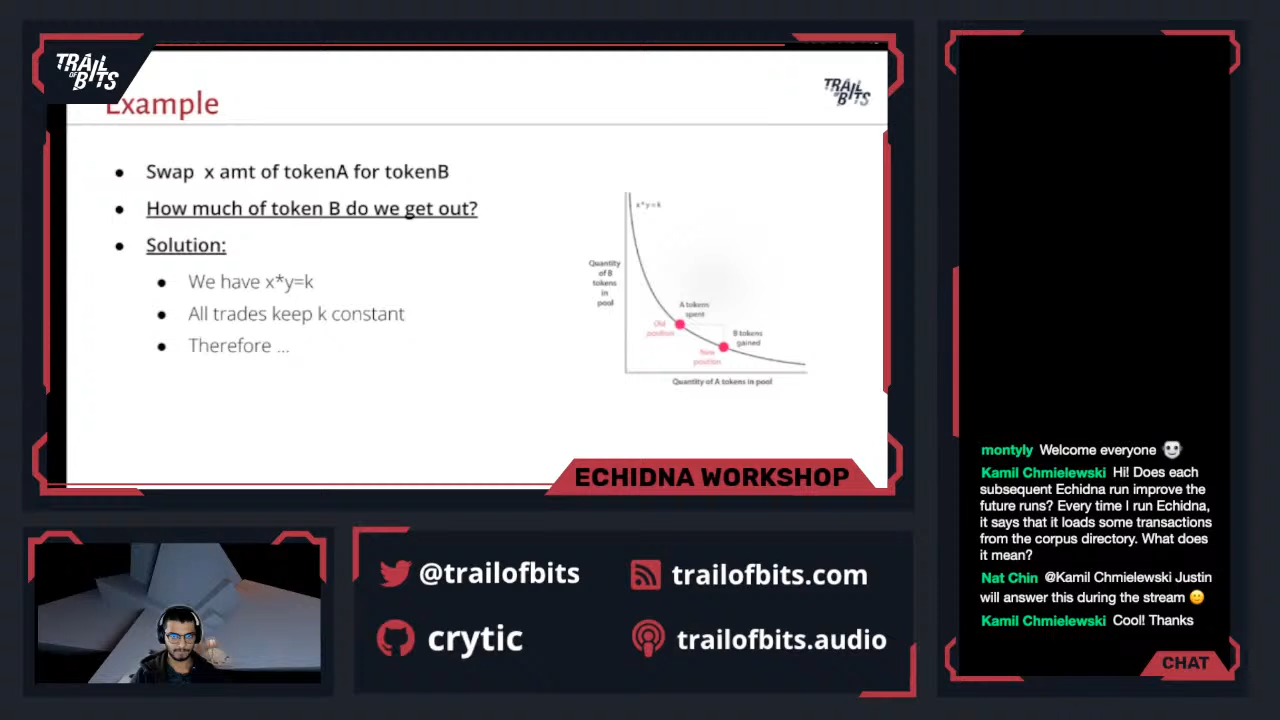 TRAIL
OF
BITS
Example
TRAIL
OF
BITS
• Swap x amt of tokenA for tokenB
• How much of token B do we get out?
• Solution:
• We have x*y=k
• All trades keep k constant
• Therefore ...
x*y=k
Quantity
of B
tokens
in
pool
A tokens
spent
Old
position
B tokens
gained
New
position
Quantity of A tokens in pool
ECHIDNA WORKSHOP
@trailofbits
trailofbits.com
crytic
trailofbits.audio
montyly Welcome everyone
Kamil Chmielewski Hi! Does each
subsequent Echidna run improve the
future runs? Every time I run Echidna,
it says that it loads some transactions
from the corpus directory. What does
it mean?
Nat Chin @Kamil Chmielewski Justin
will answer this during the stream 🙂
Kamil Chmielewski Cool! Thanks
CHAT